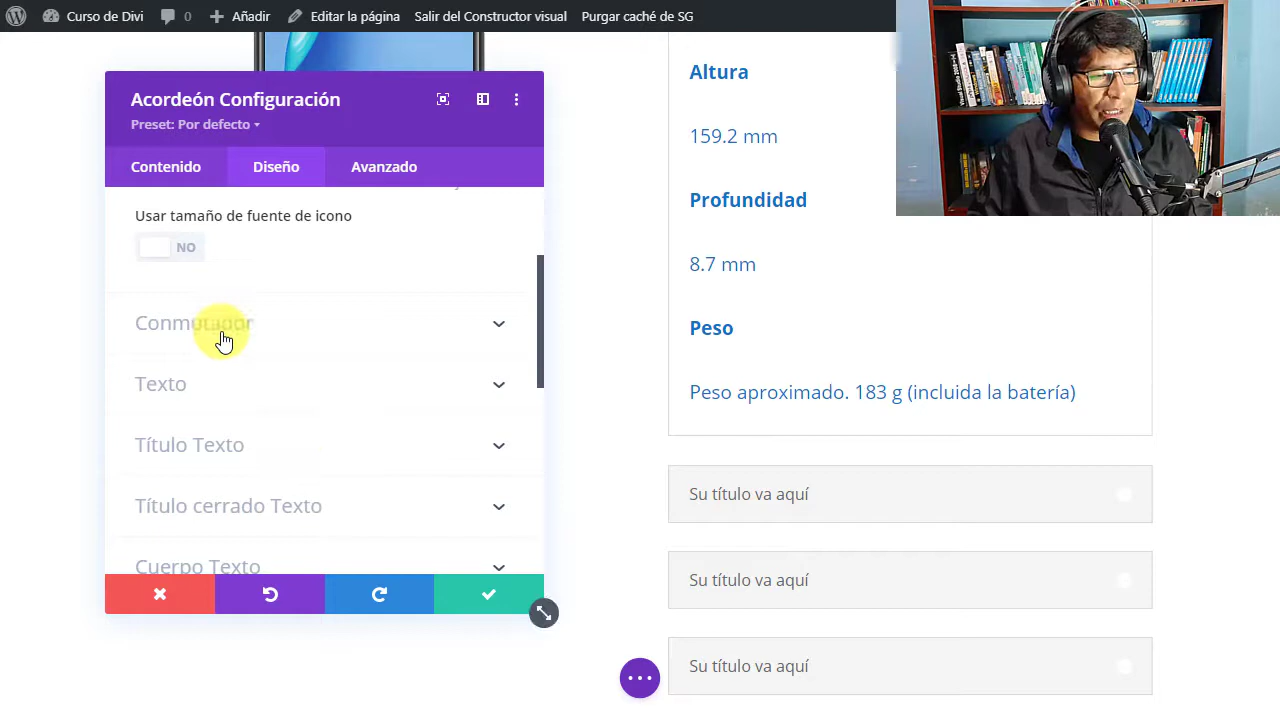 Curso de Divi 0 Añadir Editar la página Salir del Constructor visual Purgar caché de SG
Acordeón Configuración
Preset: Por defecto
Contenido Diseño Avanzado
Usar tamaño de fuente de icono
NO
Conmutador
Texto
Título Texto
Título cerrado Texto
Cuerpo Texto
Altura
159.2 mm
Profundidad
8.7 mm
Peso
Peso aproximado. 183 g (incluida la batería)
Su título va aquí
Su título va aquí
Su título va aquí